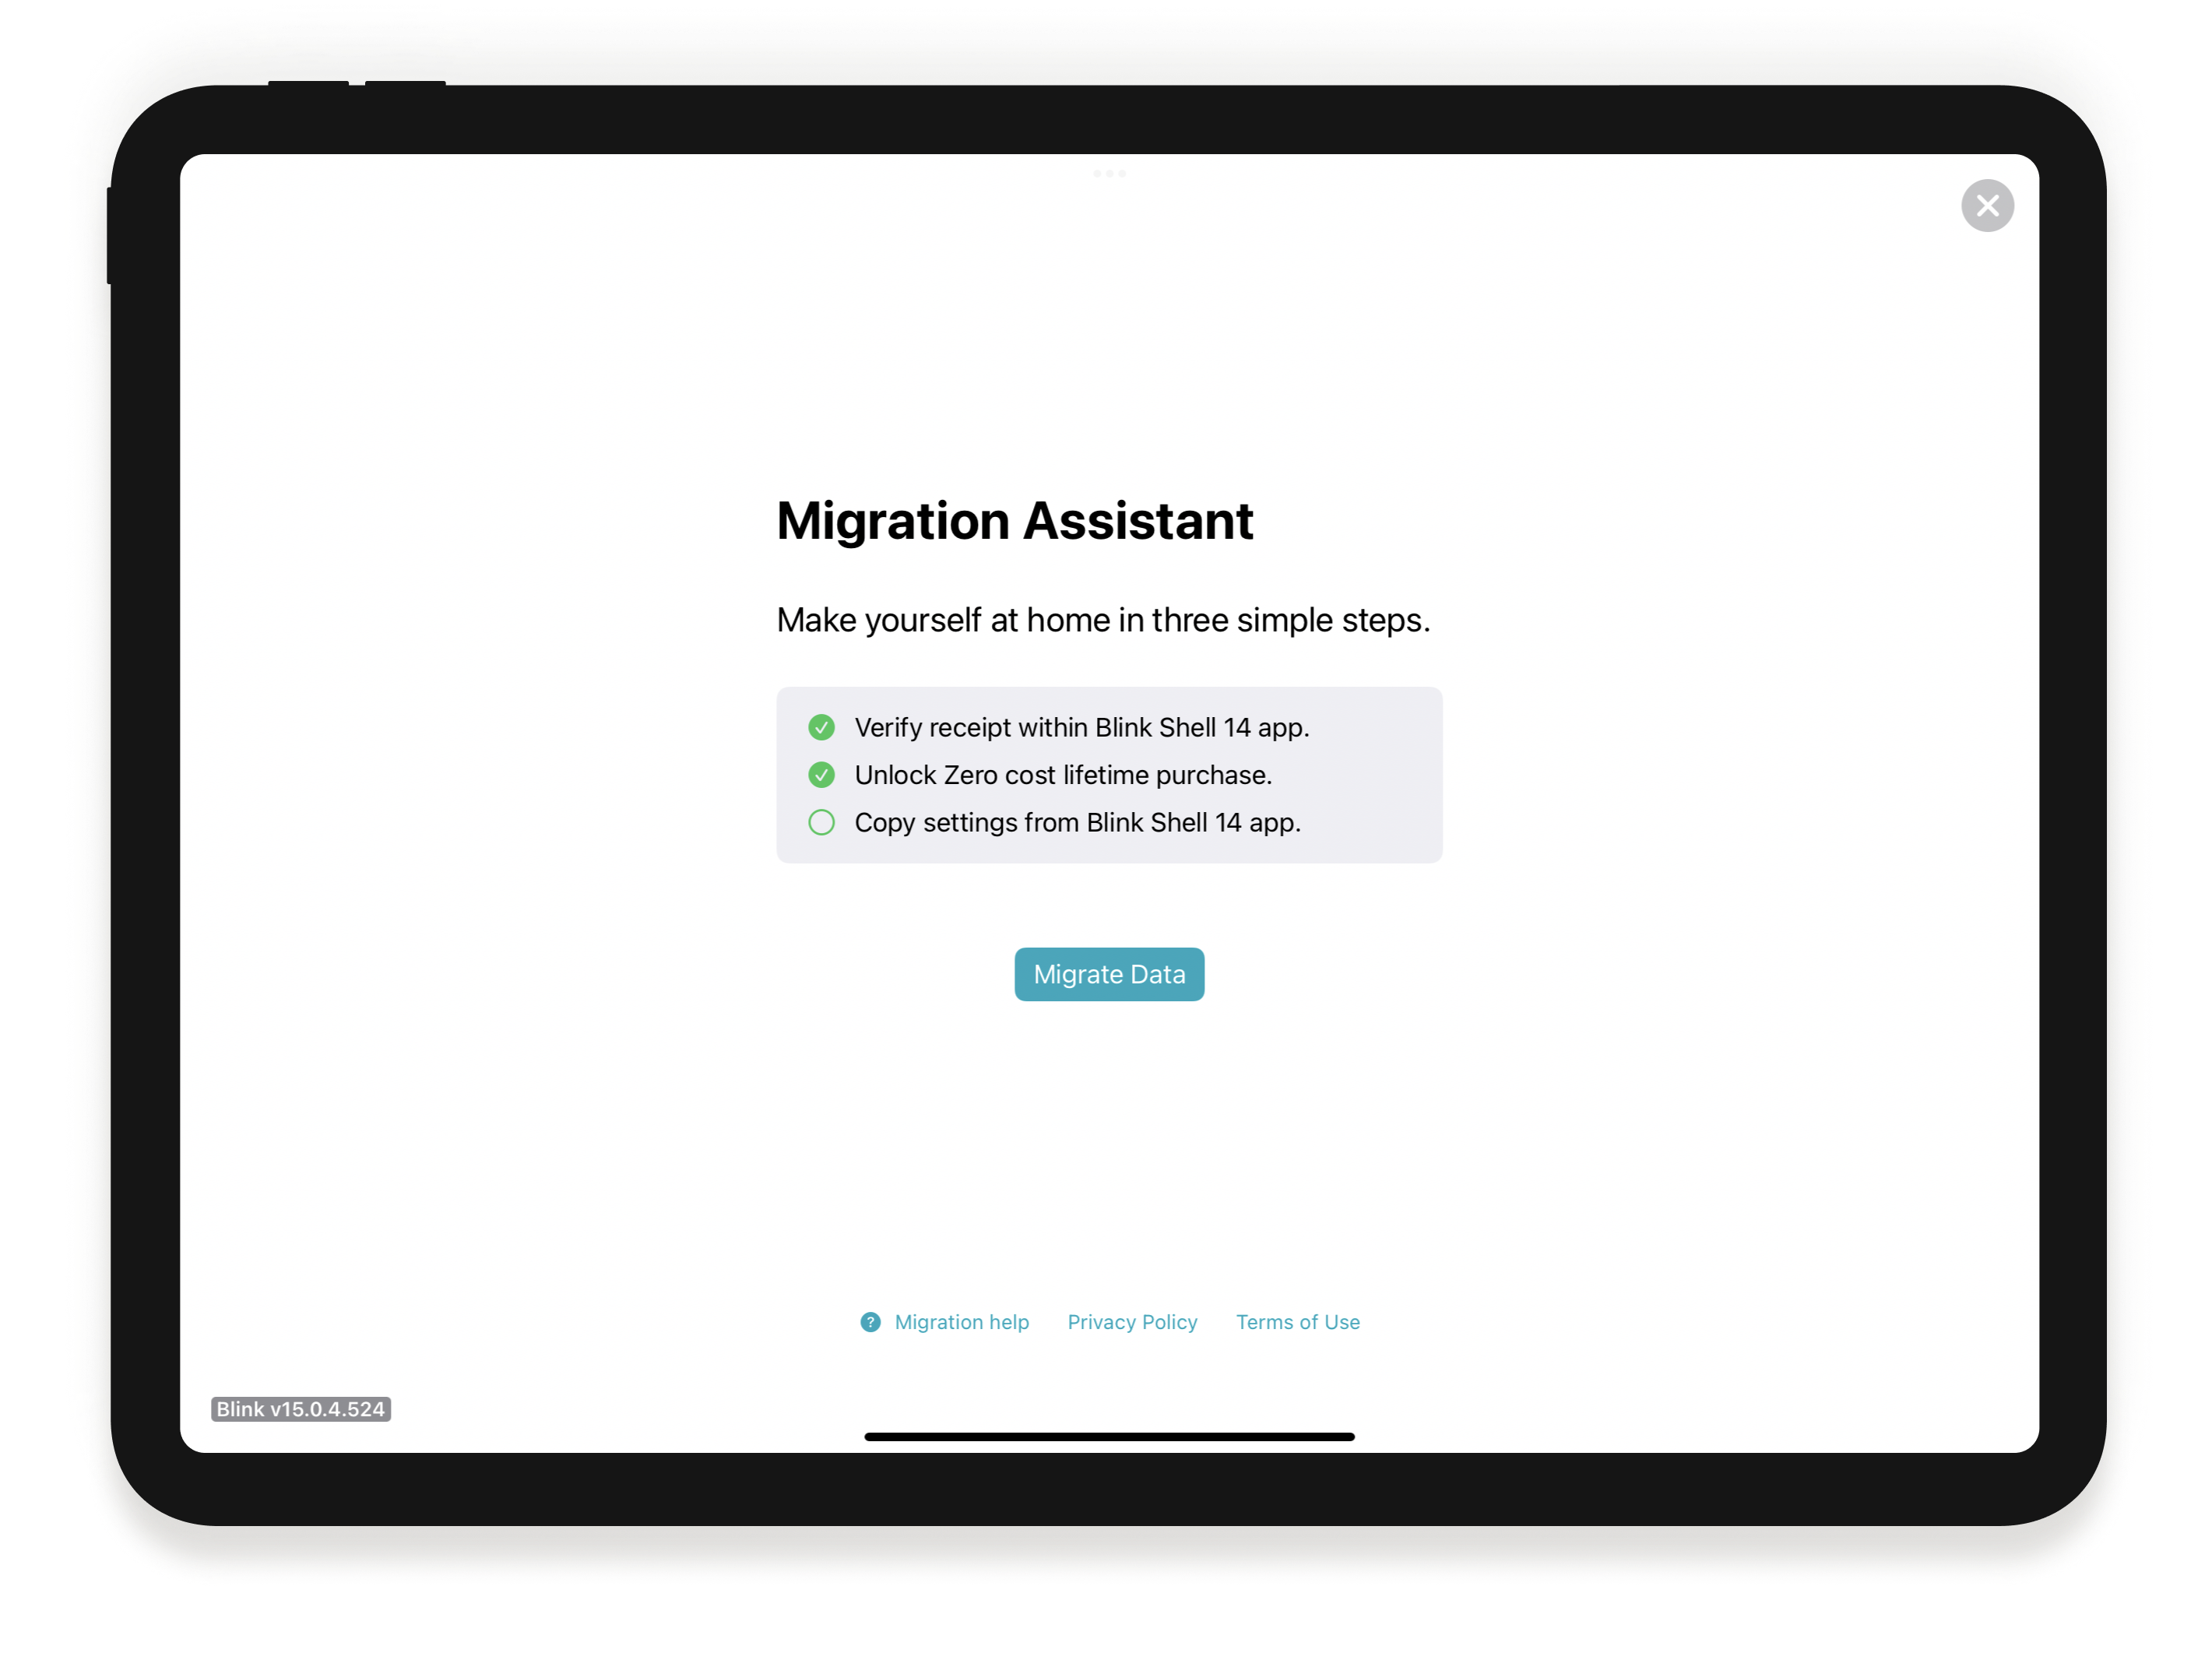 Migration Assistant
Make yourself at home in three simple steps.
Verify receipt within Blink Shell 14 app.
Unlock Zero cost lifetime purchase.
Copy settings from Blink Shell 14 app.
Migrate Data
? Migration help Privacy Policy Terms of Use
Blink v15.0.4.524